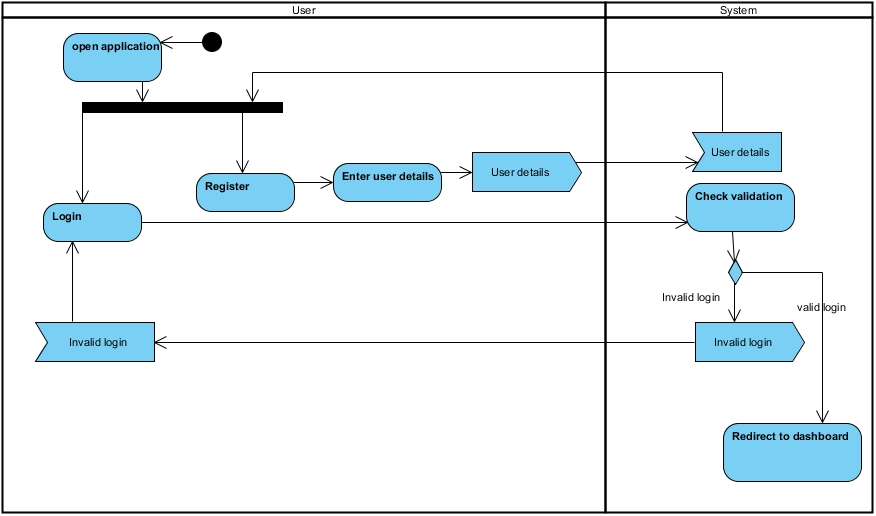 User
System
open application
User details
Register
Enter user details
User details
Login
Check validation
Invalid login
valid login
Invalid login
Invalid login
Redirect to dashboard